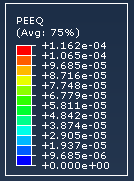 PEEQ
(Avg: 75%)
+1.162e-04
+1.065e-04
+9.685e-05
+8.716e-05
+7.748e-05
+6.779e-05
+5.811e-05
+4.842e-05
+3.874e-05
+2.905e-05
+1.937e-05
+9.685e-06
+0.000e+00